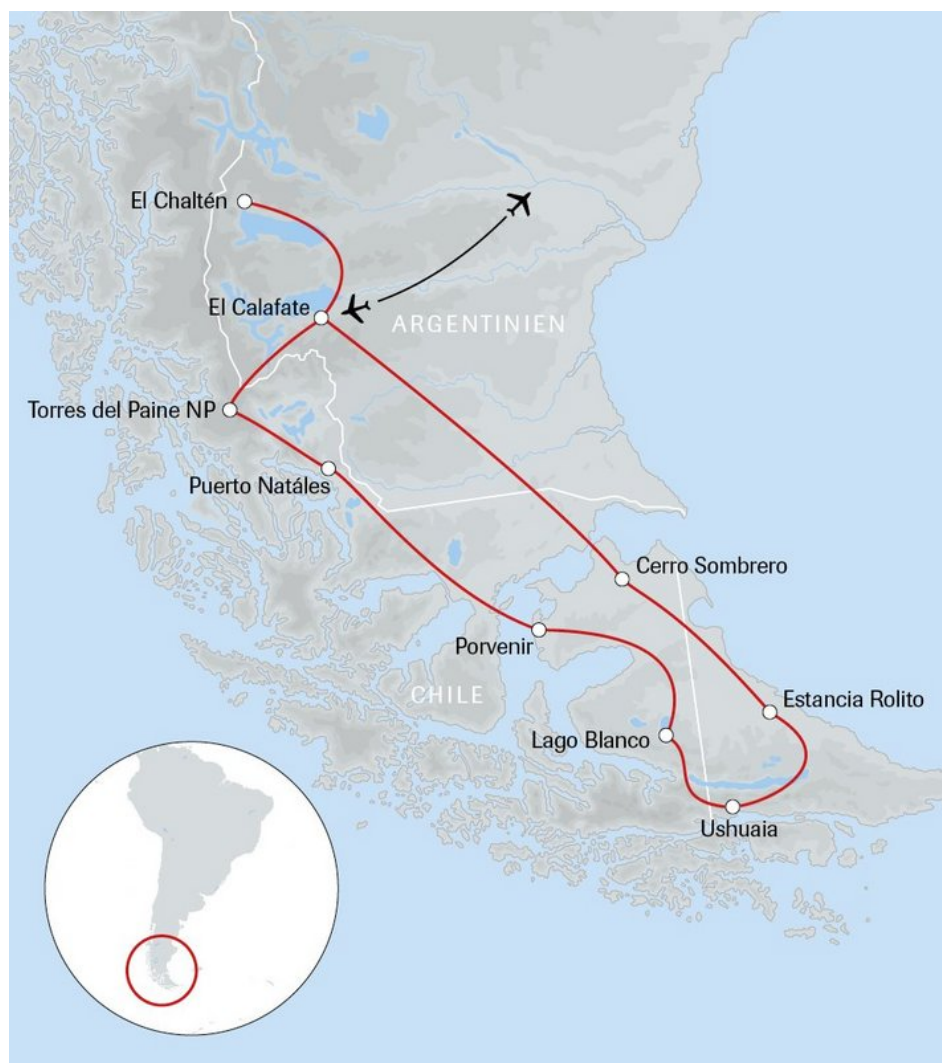 El Chaltén
El Calafate
ARGENTINIEN
Torres del Paine NP
Puerto Natáles
Cerro Sombrero
Porvenir
CHILE
Estancia Rolito
Lago Blanco
Ushuaia